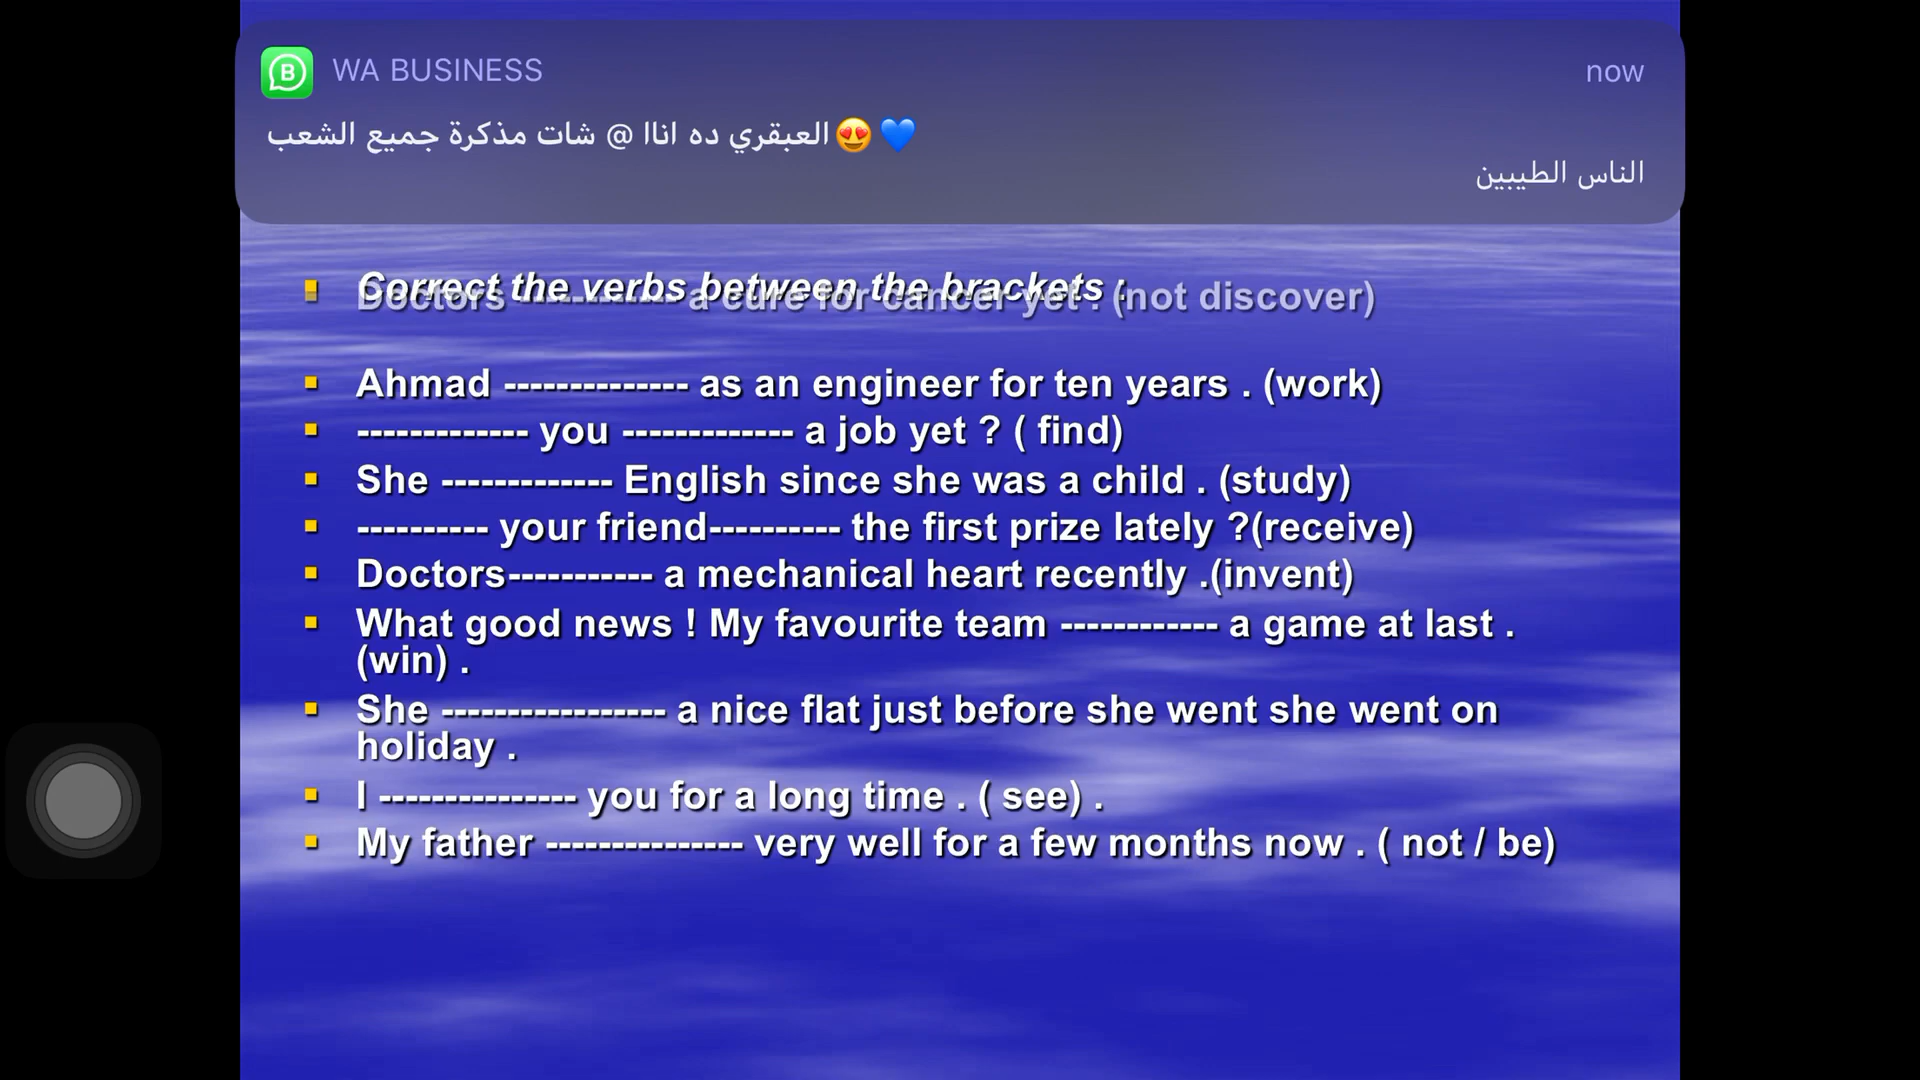 WA BUSINESS
now
العبقري ده اناا @ شات مذكرة جميع الشعب
😍💙
الناس الطيبين
Correct the verbs between the brackets .
Doctors ------------ a cure for cancer yet . (not discover)
Ahmad -------------- as an engineer for ten years . (work)
------------- you ------------- a job yet ? ( find)
She ------------- English since she was a child . (study)
---------- your friend---------- the first prize lately ?(receive)
Doctors----------- a mechanical heart recently .(invent)
What good news ! My favourite team ------------ a game at last .
(win) .
She ----------------- a nice flat just before she went she went on
holiday .
I --------------- you for a long time . ( see) .
My father --------------- very well for a few months now . ( not / be)